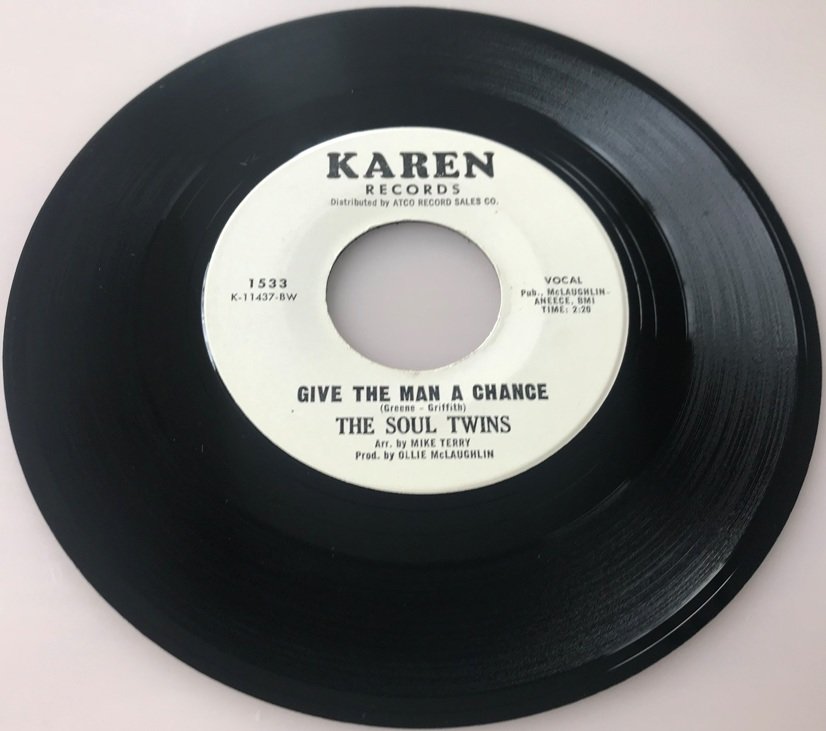 KAREN
RECORDS
Distributed by ATCO RECORD SALES CO.
1533
K-11437-BW
VOCAL
Pub., McLAUGHLIN-
ANEECE, BMI
TIME: 2:20
GIVE THE MAN A CHANCE
(Greene - Griffith)
THE SOUL TWINS
Arr. by MIKE TERRY
Prod. by OLLIE McLAUGHLIN